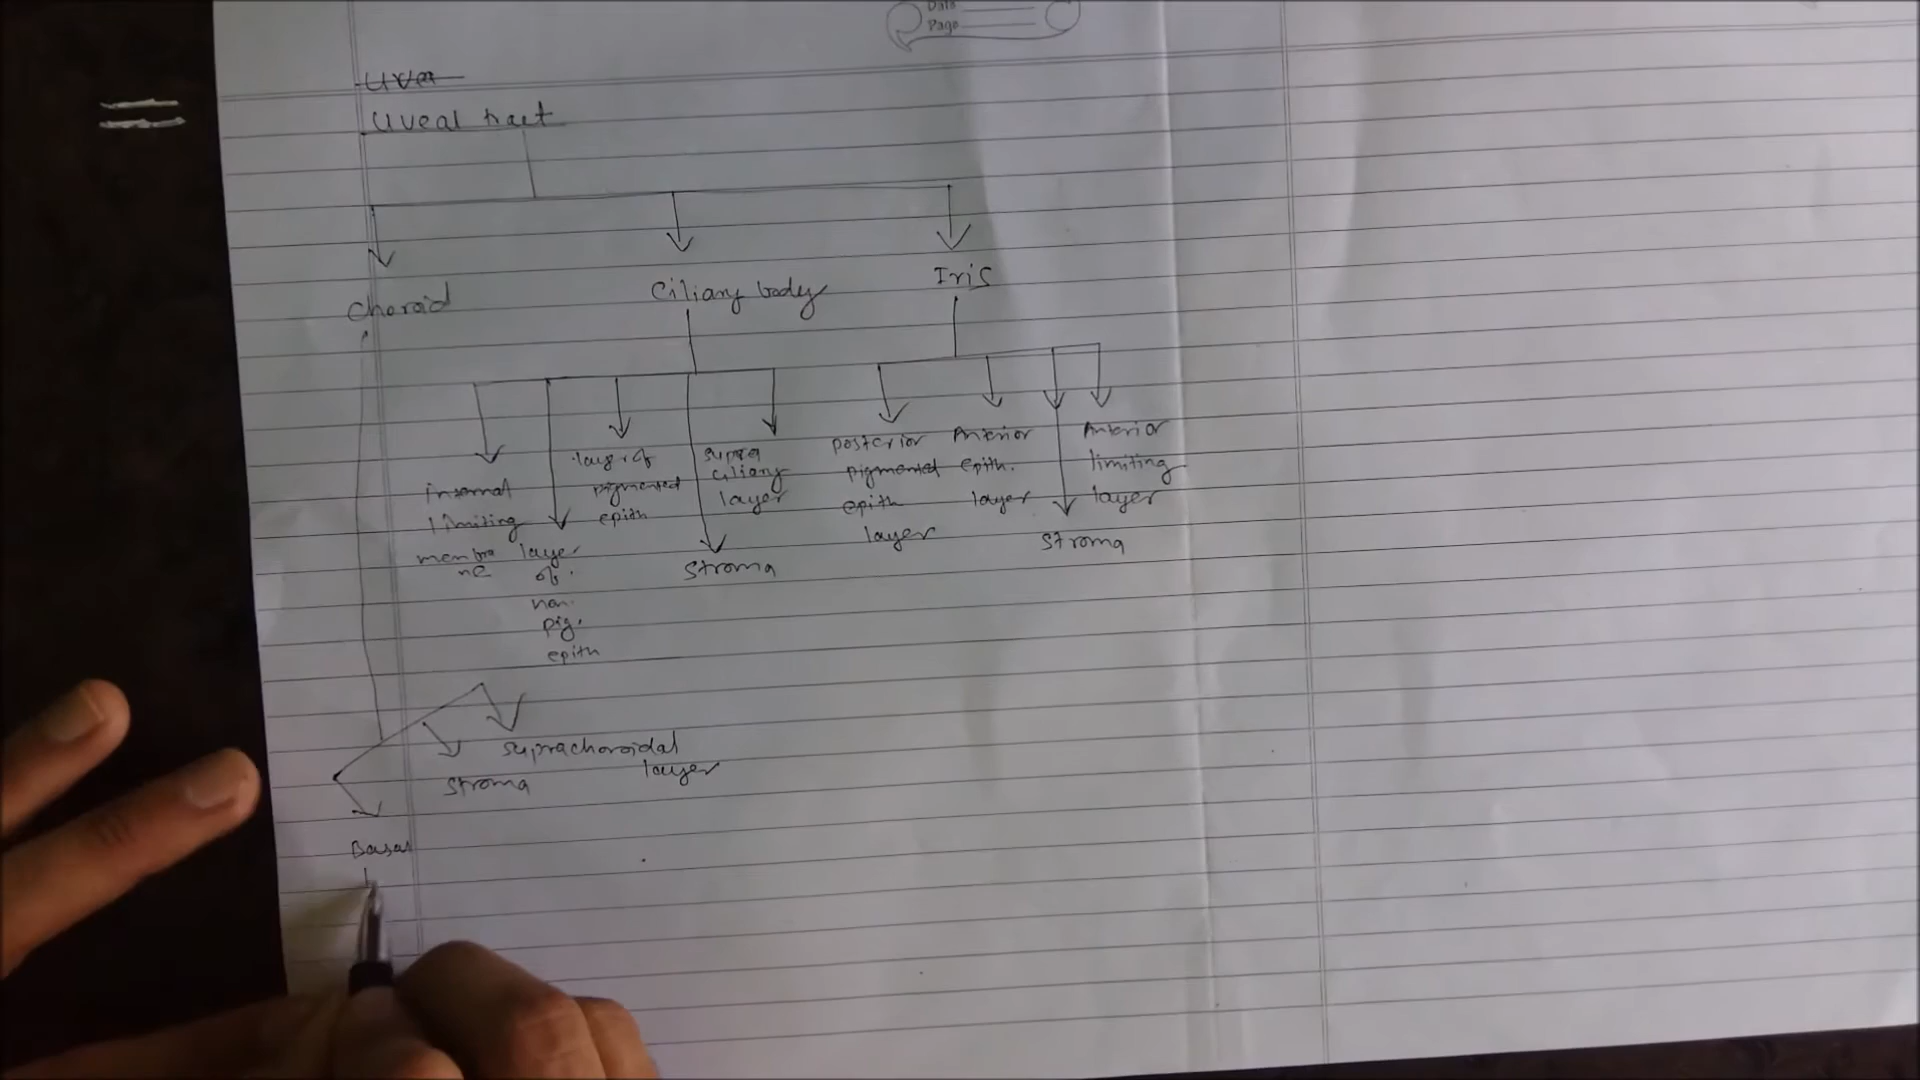 Date
Page
Uvea
Uveal tract
Choroid
Ciliary body
Iris
internal
limiting
membra
ne
layer
of
non.
pig.
epith
layer of
pigmented
epith
Stroma
supra
ciliary
layer
posterior
pigmented
epith
layer
Anterior
epith.
layer
Stroma
Anterior
limiting
layer
suprachoroidal
layer
Stroma
Basal